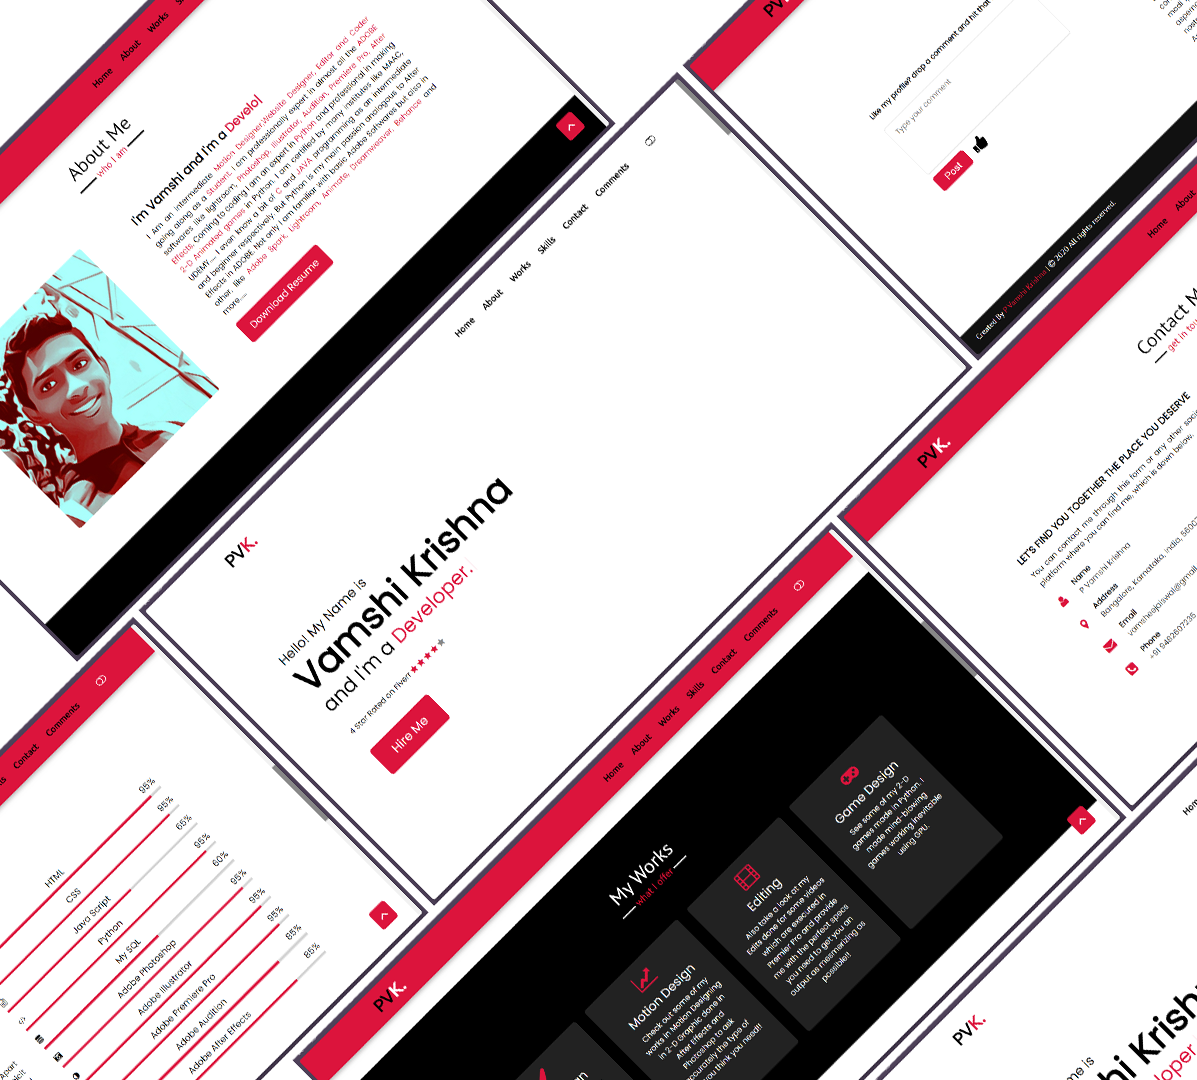 Home About Works
About Me
who I am
I'm Vamshi and I'm a Develol
I Am an intermediate Motion Designer,Website Designer, Editor and Coder
going along as a Student. I am professionally expert in almost all the ADOBE
softwares like lightroom, Photoshop, Illustrator, Audition, Premiere Pro, After
Effects. Coming to coding I am an expert in Python and professional in making
2-D Animated games in Python. I am certified by many institutes like MAAC,
UDEMY.... I even know a bit of C and JAVA programming as an intermediate
and beginner respectively. But Python is my main passion analogous to After
Effects in ADOBE. Not only I am familiar with basic Adobe Softwares but also in
other, like Adobe Spark, Lightroom, Animate, Dreamweaver, Behance and
more....
Download Resume
PVK.
Home About Works Skills Contact Comments
Hello! My Name is
Vamshi Krishna
and I'm a Developer.
4 Star Rated on Fiverr
Hire Me
Like my profile? drop a comment and hit that
Type your comment
Post
Created By P Vamshi Krishna | © 2020 All rights reserved.
PVK.
Home About
Contact M
get in tou
LET'S FIND YOU TOGETHER THE PLACE YOU DESERVE
You can contact me through this form or any other soci
platform where you can find me, which is down below.
Name
P Vamshi Krishna
Address
Bangalore, Karnataka, India, 5600
Email
vamsheejaiswal@gmail
Phone
Contact Comments
HTML 95%
CSS 95%
Java Script 65%
Python 95%
My SQL 60%
Adobe Photoshop 95%
Adobe Illustrator 95%
Adobe Premiere Pro 95%
Adobe Audition 85%
Adobe After Effects 85%
PVK.
Home About Works Skills Contact Comments
My Works
what I offer
Motion Design
Check out some of my
works in Motion Designing
in 2-D Graphic done in
After Effects and
Photoshop to ask
accurately the type of
you think you need!!
Editing
Also take a look at my
Edits done for some videos
which are executed in
Premier Pro and provide
me with the perfect specs
you need to get you an
output as mesmerizing as
possible!!
Game Design
See some of my 2-D
games made in Python. I
made mind-blowing
games working inevitable
using GPU.
PVK.